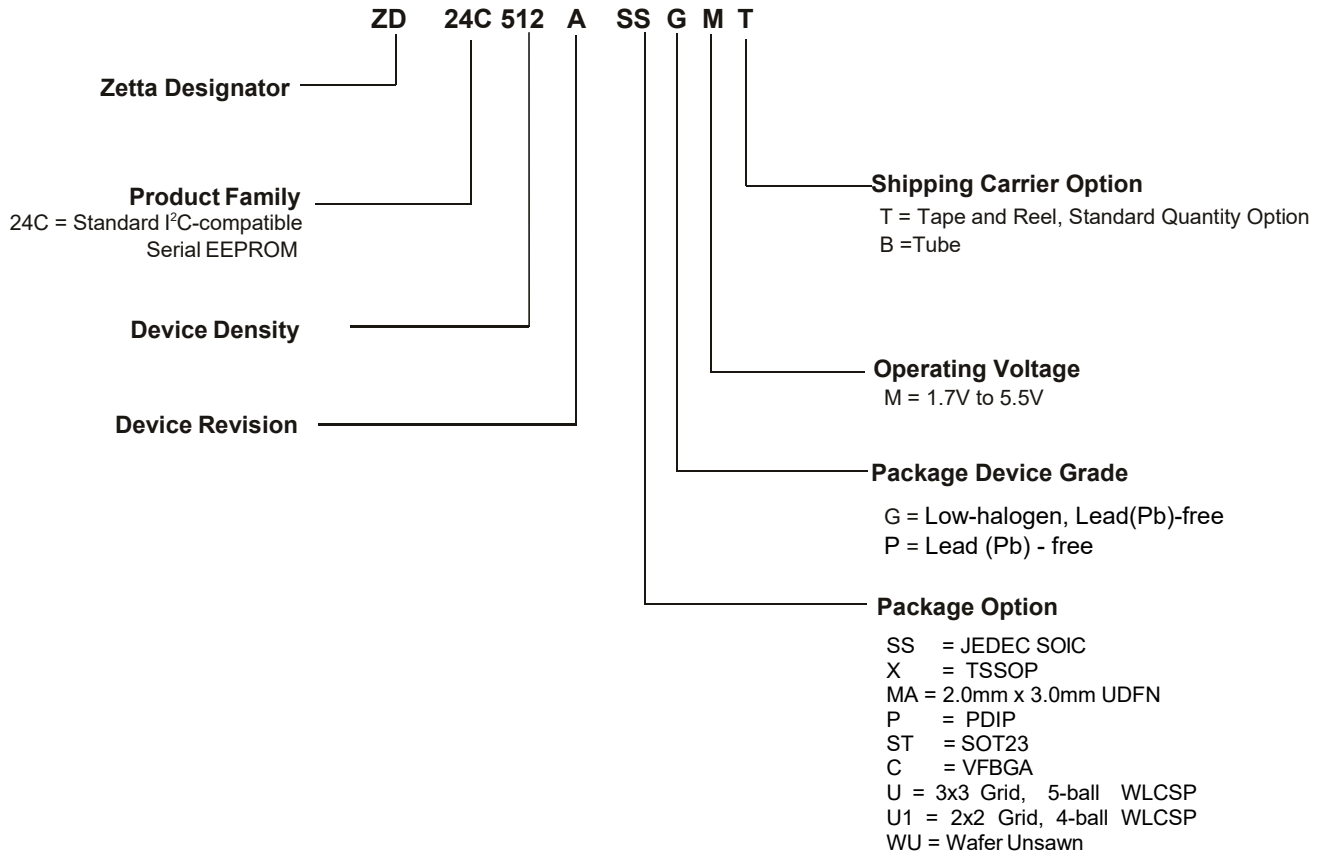 ZD 24C 512 A SS G M T
Zetta Designator
Product Family
24C = Standard I²C-compatible
Serial EEPROM
Device Density
Device Revision
Shipping Carrier Option
T = Tape and Reel, Standard Quantity Option
B =Tube
Operating Voltage
M = 1.7V to 5.5V
Package Device Grade
G = Low-halogen, Lead(Pb)-free
P = Lead (Pb) - free
Package Option
SS = JEDEC SOIC
X = TSSOP
MA = 2.0mm x 3.0mm UDFN
P = PDIP
ST = SOT23
C = VFBGA
U = 3x3 Grid, 5-ball WLCSP
U1 = 2x2 Grid, 4-ball WLCSP
WU = Wafer Unsawn